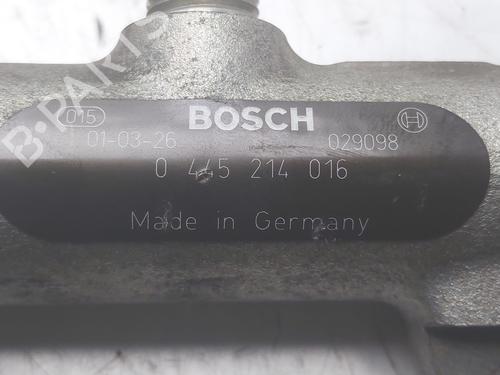 B-PARTS
015
BOSCH
01-03-26
029098
0 445 214 016
Made in Germany